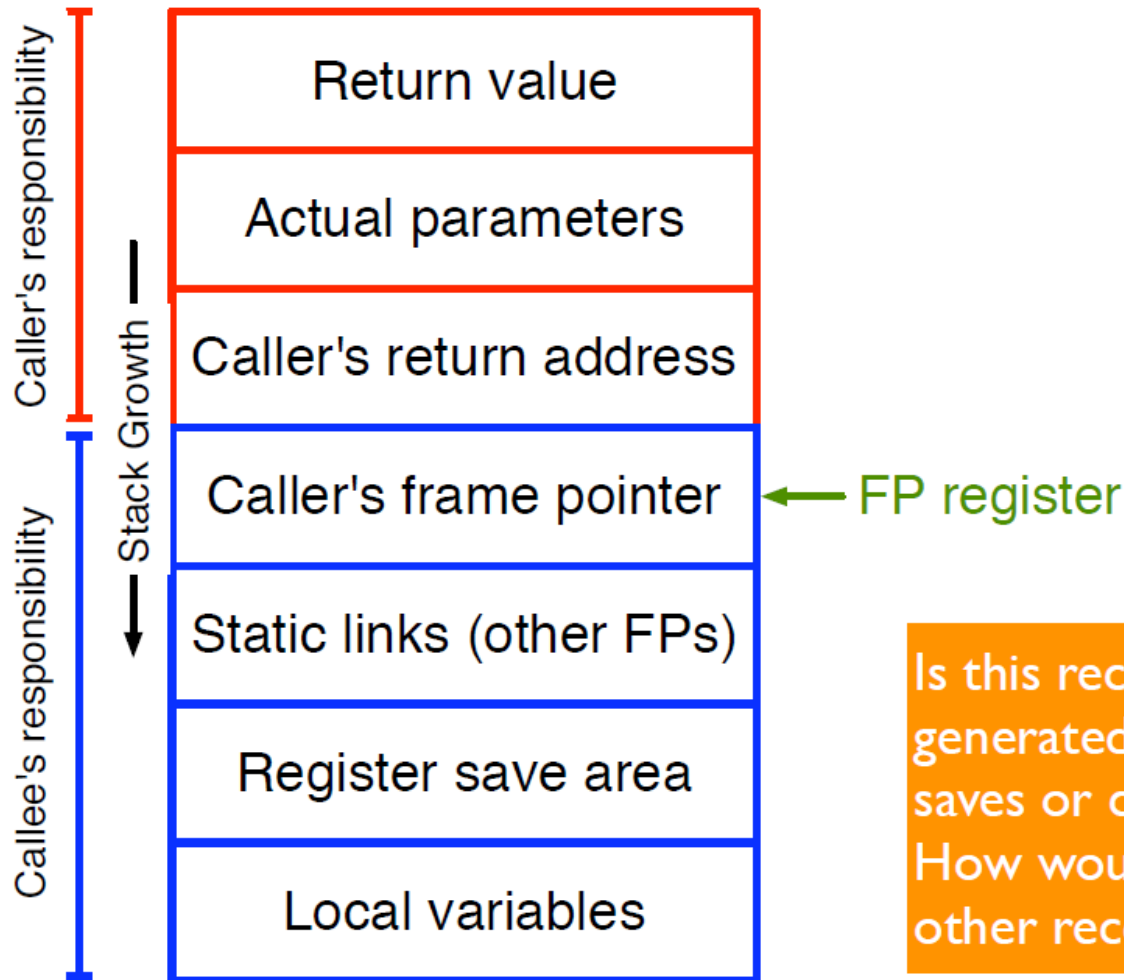 Caller's responsibility
Return value
Actual parameters
Caller's return address
Stack Growth
Callee's responsibility
Caller's frame pointer
FP register
Static links (other FPs)
Register save area
Local variables
Is this rec
generated
saves or
How wou
other rec